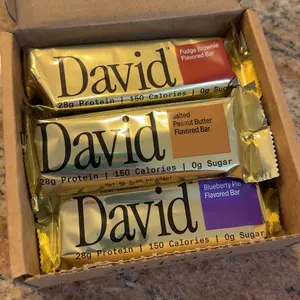 David
Fudge Brownie
Flavored Bar
28g Protein | 150 Calories | 0g Sugar
David
Salted
Peanut Butter
Flavored Bar
28g Protein | 150 Calories | 0g Sugar
David
Blueberry Pie
Flavored Bar
28g Protein | 150 Calories | 0g Sugar